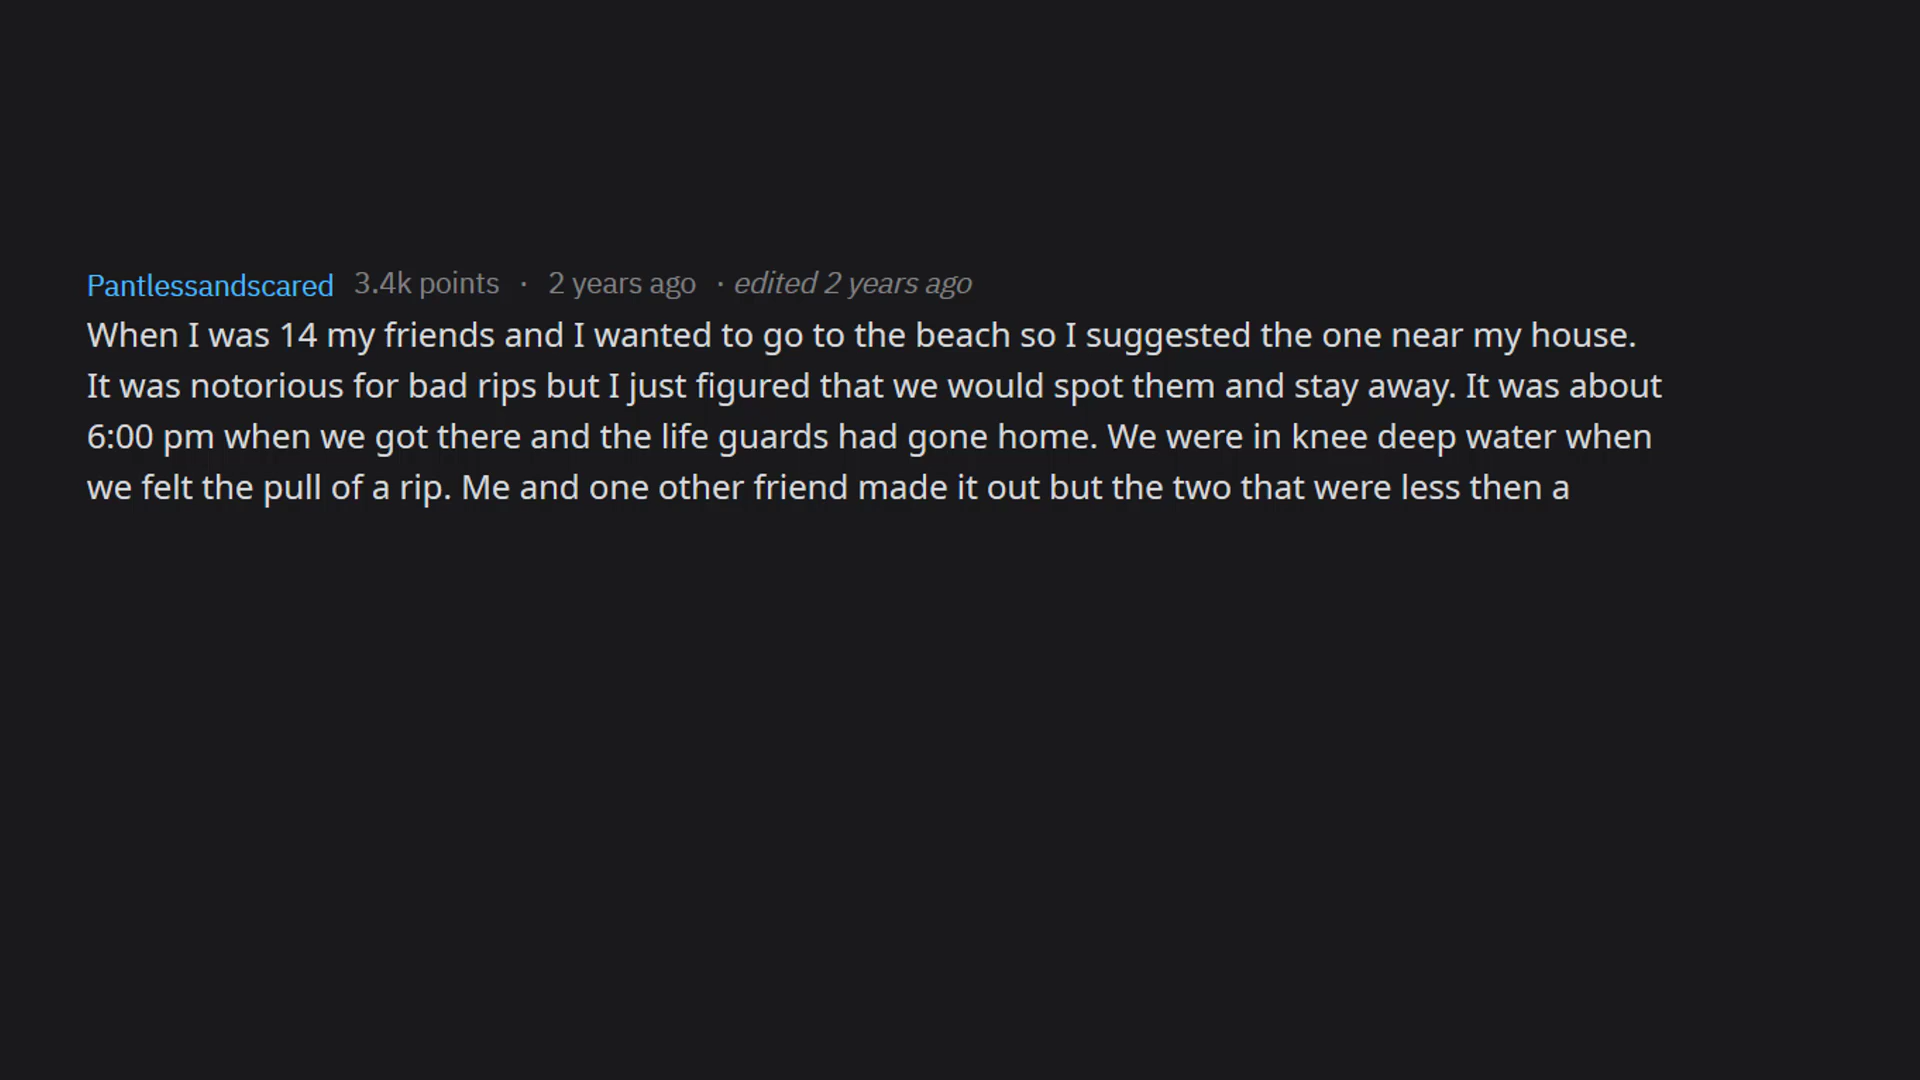 Pantlessandscared 3.4k points · 2 years ago · edited 2 years ago
When I was 14 my friends and I wanted to go to the beach so I suggested the one near my house.
It was notorious for bad rips but I just figured that we would spot them and stay away. It was about
6:00 pm when we got there and the life guards had gone home. We were in knee deep water when
we felt the pull of a rip. Me and one other friend made it out but the two that were less then a